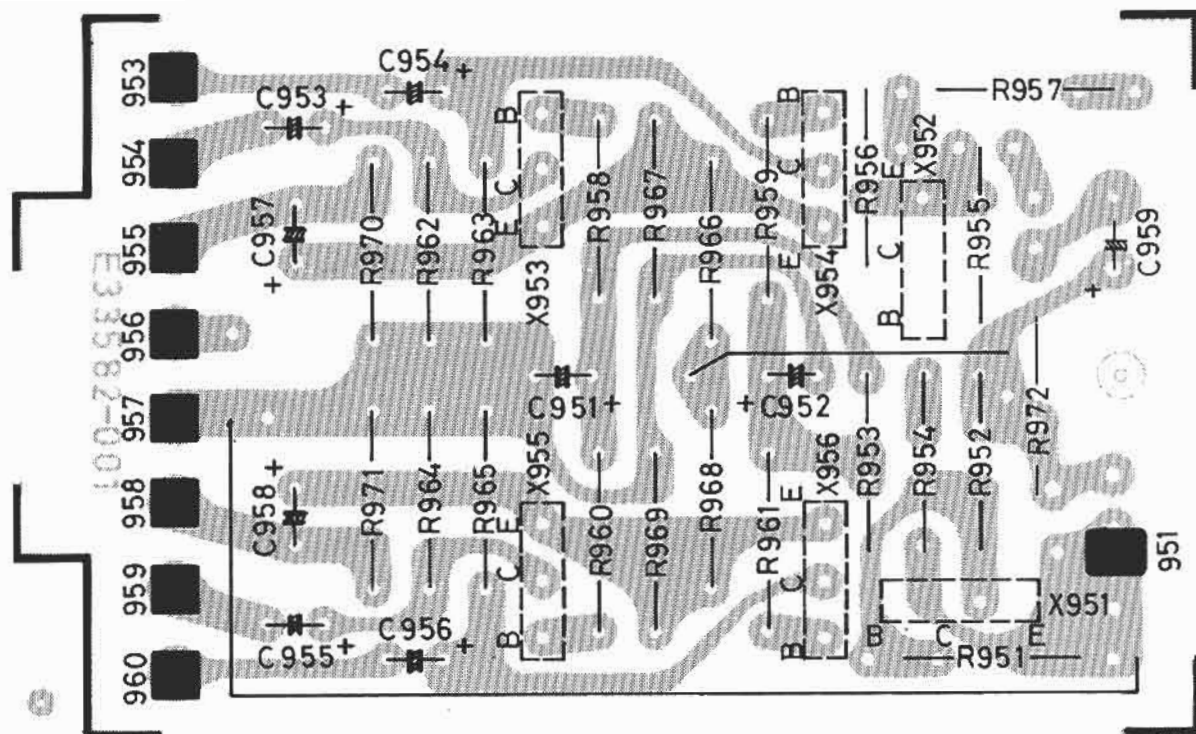 953
954
955
956
957
958
959
960
951
E33582-001
C954
+
C953
+
C957
+
R970
R962
R963
B
C
E
X953
R958
R967
R966
R959
B
C
E
X954
R956
R957
X952
E
C
B
R955
C959
+
C951
+
C952
+
R972
C958
+
R971
R964
R965
X955
E
C
B
R960
R969
R968
R961
X956
E
C
B
R953
R954
R952
X951
B
C
E
R951
C955
+
C956
+